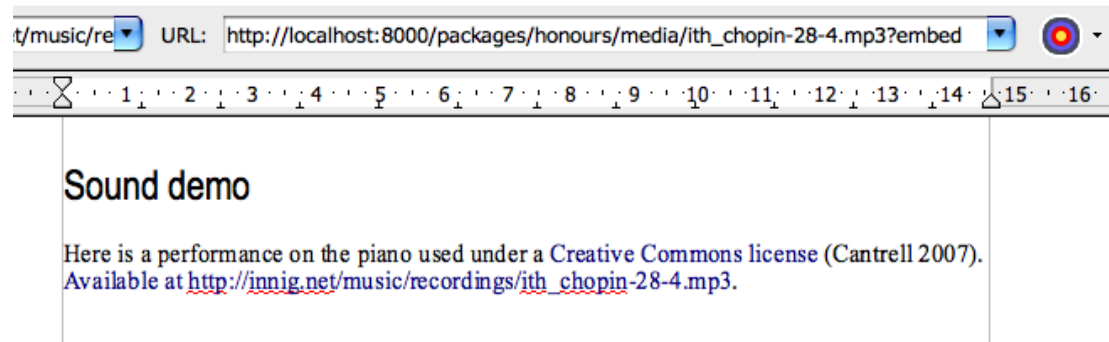 t/music/re URL: http://localhost:8000/packages/honours/media/ith_chopin-28-4.mp3?embed
1 2 3 4 5 6 7 8 9 10 11 12 13 14 15 16
Sound demo
Here is a performance on the piano used under a Creative Commons license (Cantrell 2007).
Available at http://innig.net/music/recordings/ith_chopin-28-4.mp3.